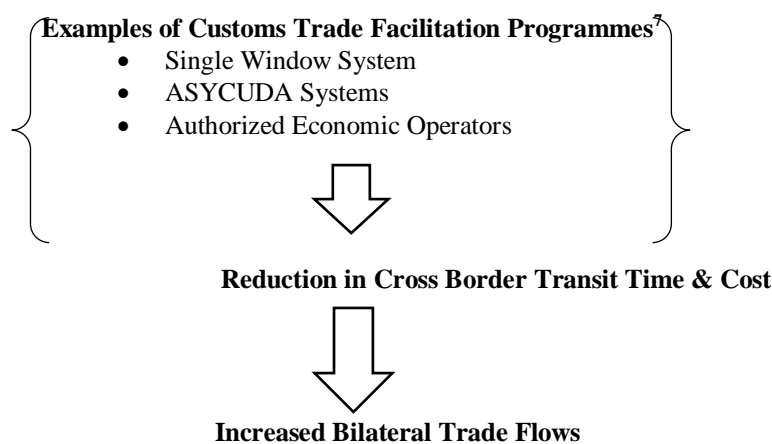 Examples of Customs Trade Facilitation Programmes⁷
• Single Window System
• ASYCUDA Systems
• Authorized Economic Operators
Reduction in Cross Border Transit Time & Cost
Increased Bilateral Trade Flows